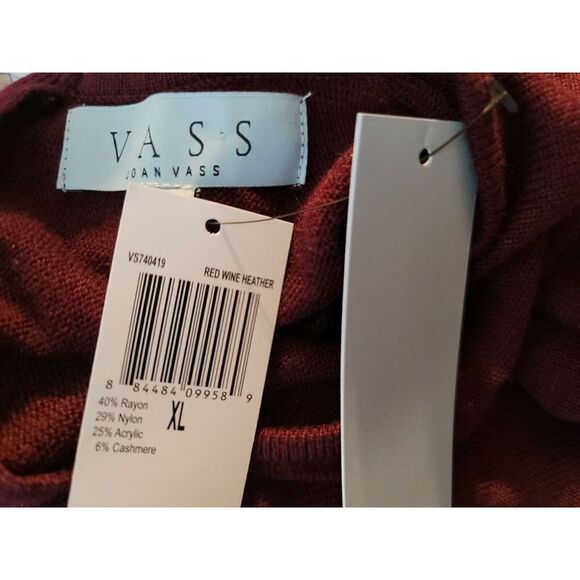 VASS
JOAN VASS
VS740419 RED WINE HEATHER
8 84484 09958 9
40% Rayon
29% Nylon
25% Acrylic
6% Cashmere
XL